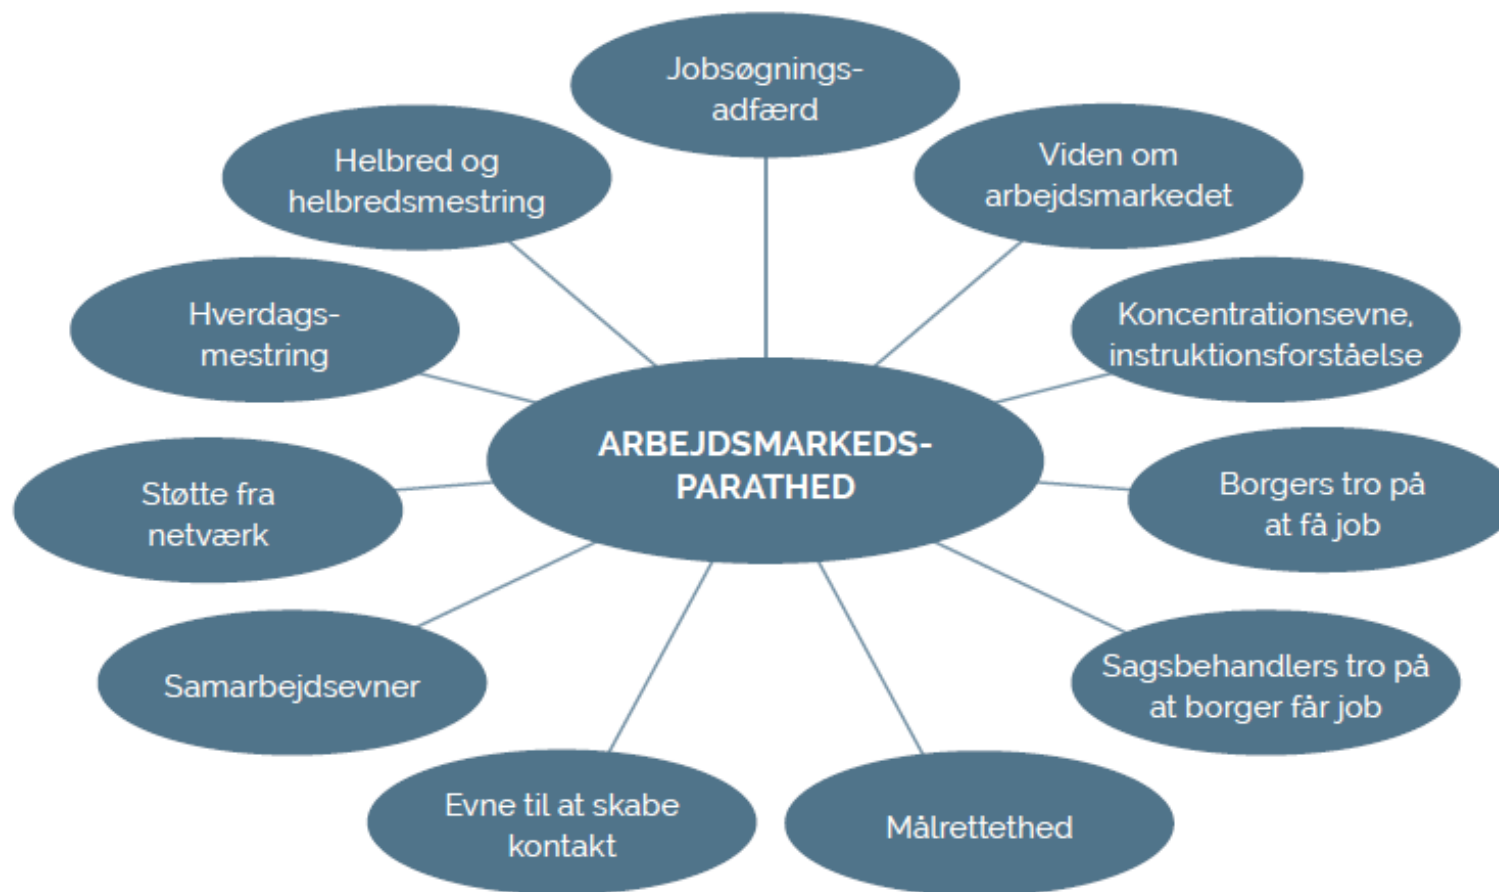 Jobsøgnings-
adfærd
Viden om
arbejdsmarkedet
Koncentrationsevne,
instruktionsforståelse
Borgers tro på
at få job
Sagsbehandlers tro på
at borger får job
Målrettethed
Evne til at skabe
kontakt
Samarbejdsevner
Støtte fra
netværk
Hverdags-
mestring
Helbred og
helbredsmestring
ARBEJDSMARKEDS-
PARATHED